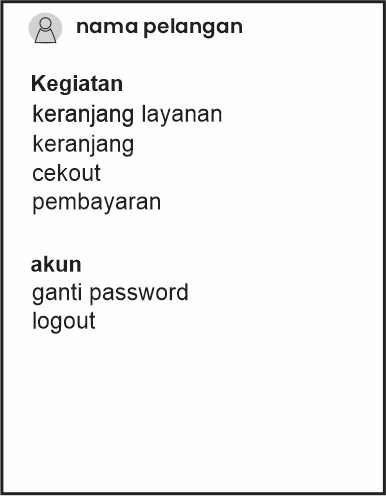 nama pelangan
Kegiatan
keranjang layanan
keranjang
cekout
pembayaran
akun
ganti password
logout